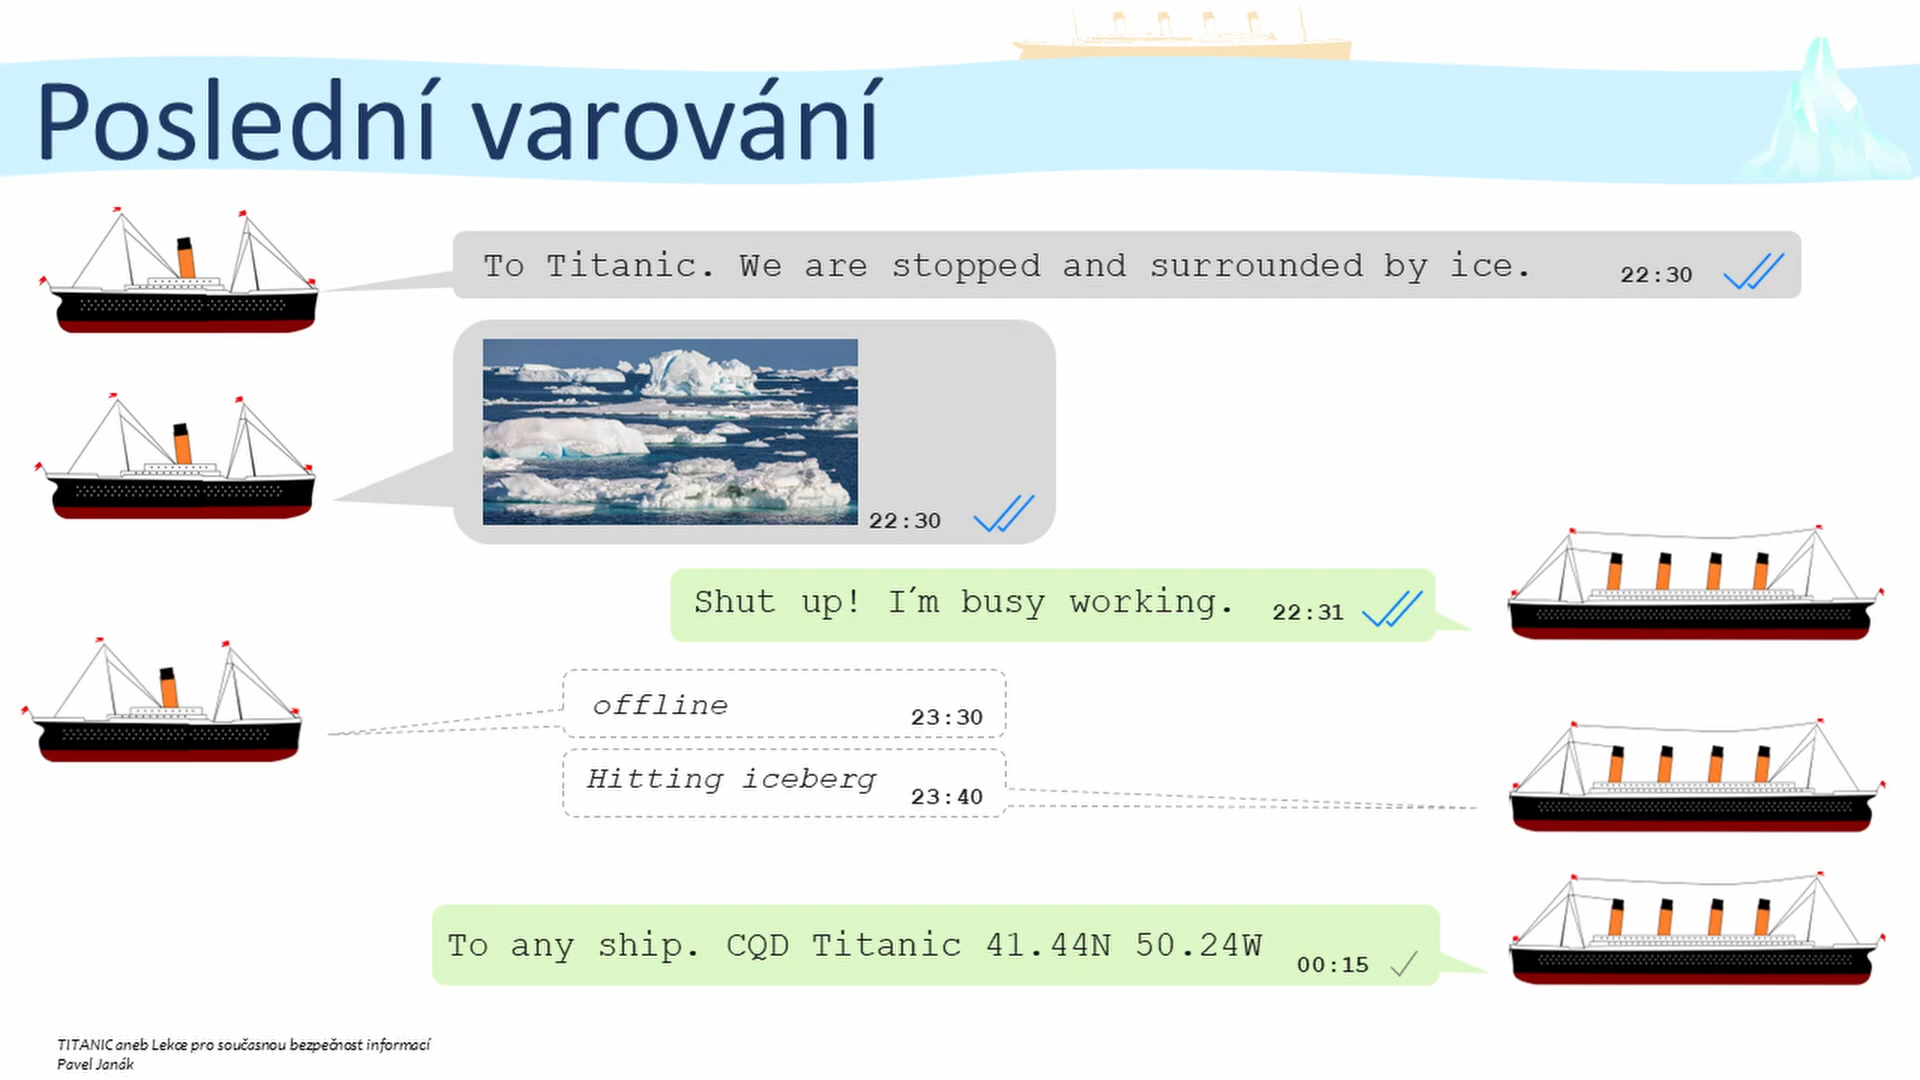 Poslední varování
To Titanic. We are stopped and surrounded by ice. 22:30
22:30
Shut up! I´m busy working. 22:31
offline 23:30
Hitting iceberg 23:40
To any ship. CQD Titanic 41.44N 50.24W 00:15
TITANIC aneb Lekce pro současnou bezpečnost informací
Pavel Janák